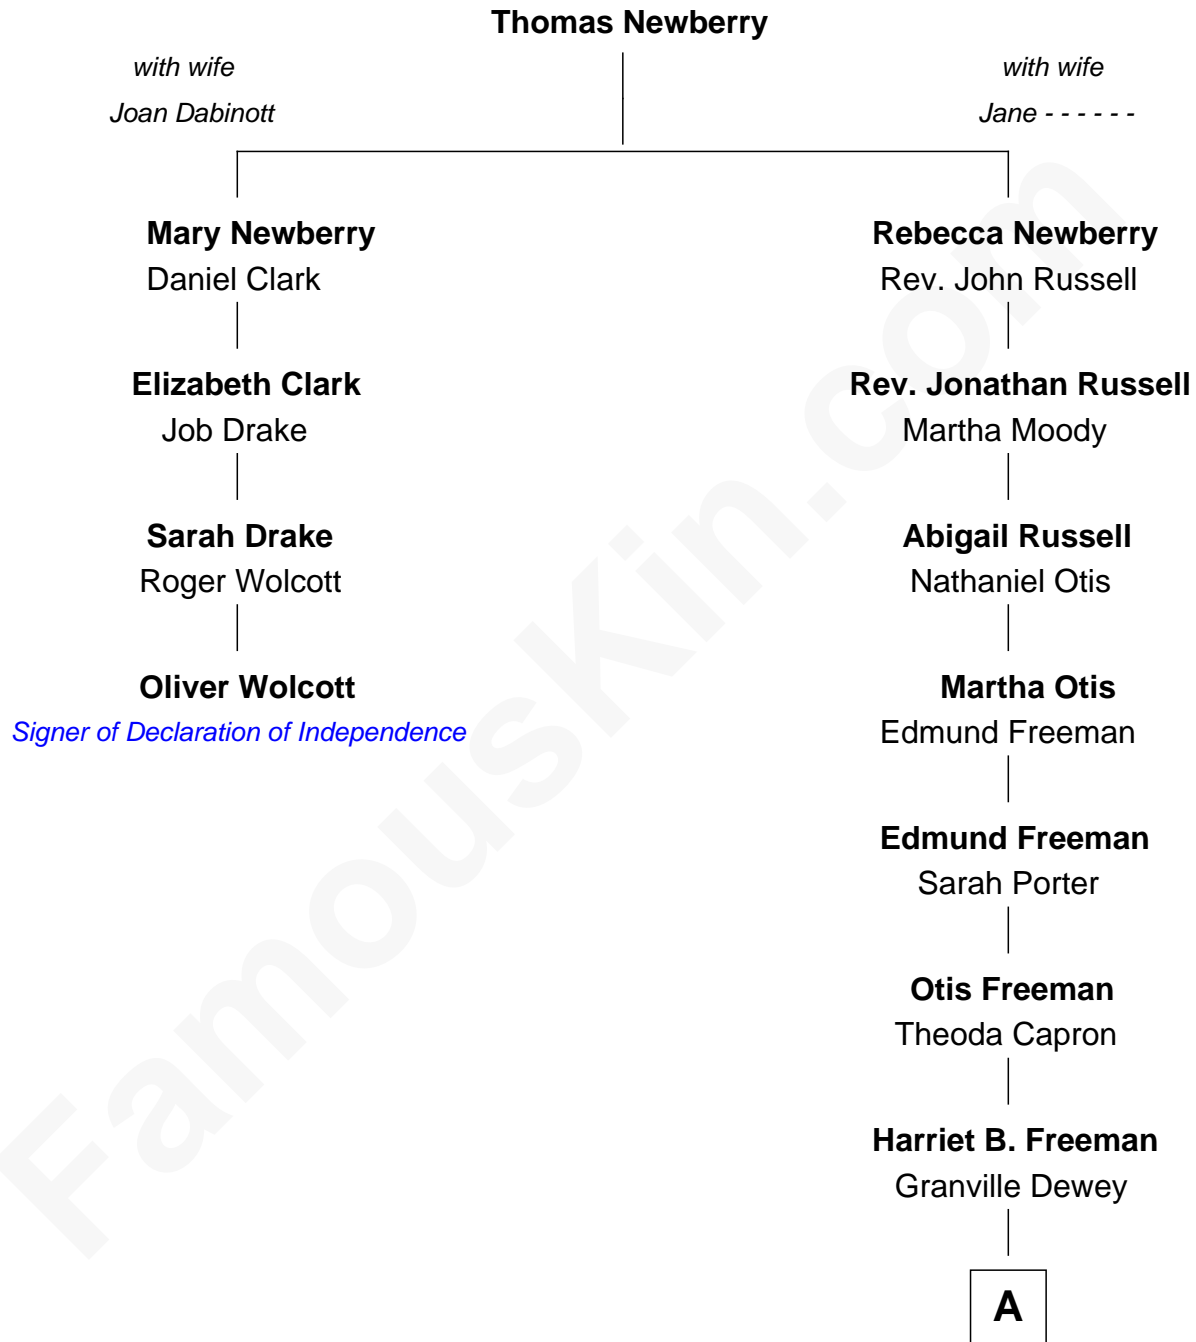 Thomas Newberry
with wife
Joan Dabinott
with wife
Jane - - - - - -
Mary Newberry
Daniel Clark
Rebecca Newberry
Rev. John Russell
Elizabeth Clark
Job Drake
Rev. Jonathan Russell
Martha Moody
Sarah Drake
Roger Wolcott
Abigail Russell
Nathaniel Otis
Oliver Wolcott
Signer of Declaration of Independence
Martha Otis
Edmund Freeman
Edmund Freeman
Sarah Porter
Otis Freeman
Theoda Capron
Harriet B. Freeman
Granville Dewey
A
FamousKin.com